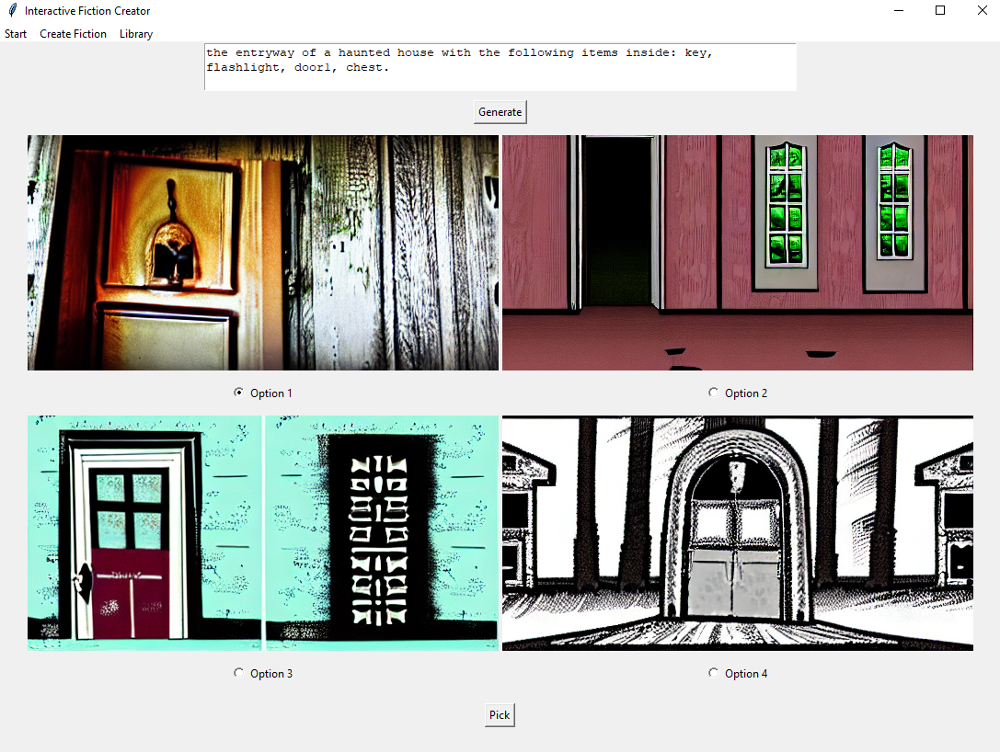 Interactive Fiction Creator
Start Create Fiction Library
the entryway of a haunted house with the following items inside: key,
flashlight, door1, chest.
Generate
Option 1
Option 2
Option 3
Option 4
Pick